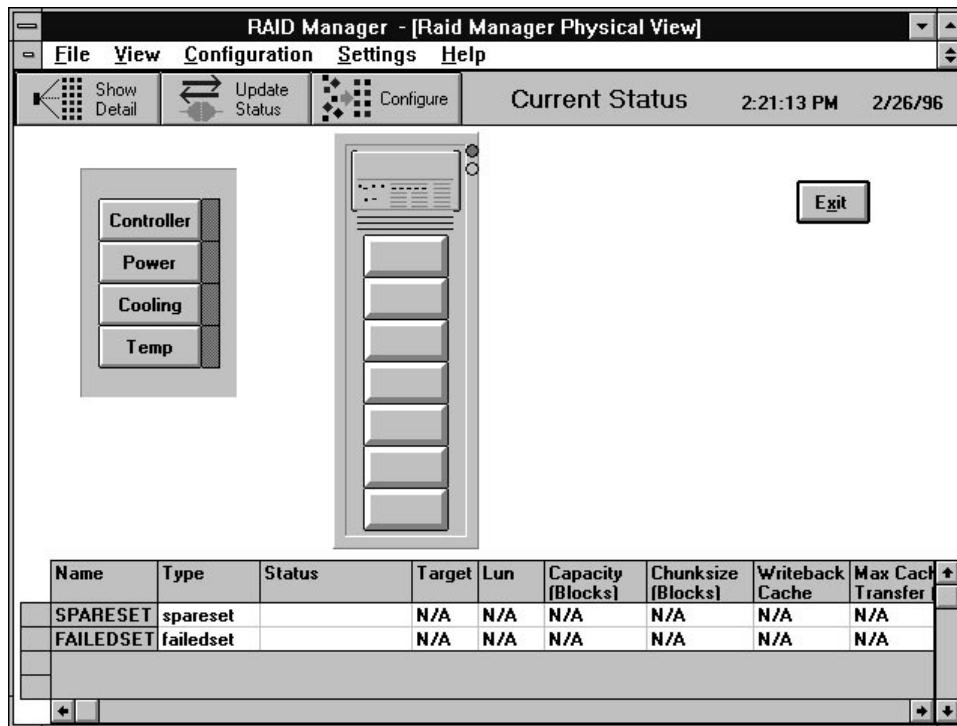 RAID Manager - [Raid Manager Physical View]
File View Configuration Settings Help
Show Detail
Update Status
Configure
Current Status
2:21:13 PM
2/26/96
Controller
Power
Cooling
Temp
Exit
Name Type Status Target Lun Capacity (Blocks) Chunksize (Blocks) Writeback Cache Max Cach Transfer
SPARESET spareset N/A N/A N/A N/A N/A N/A
FAILEDSET failedset N/A N/A N/A N/A N/A N/A